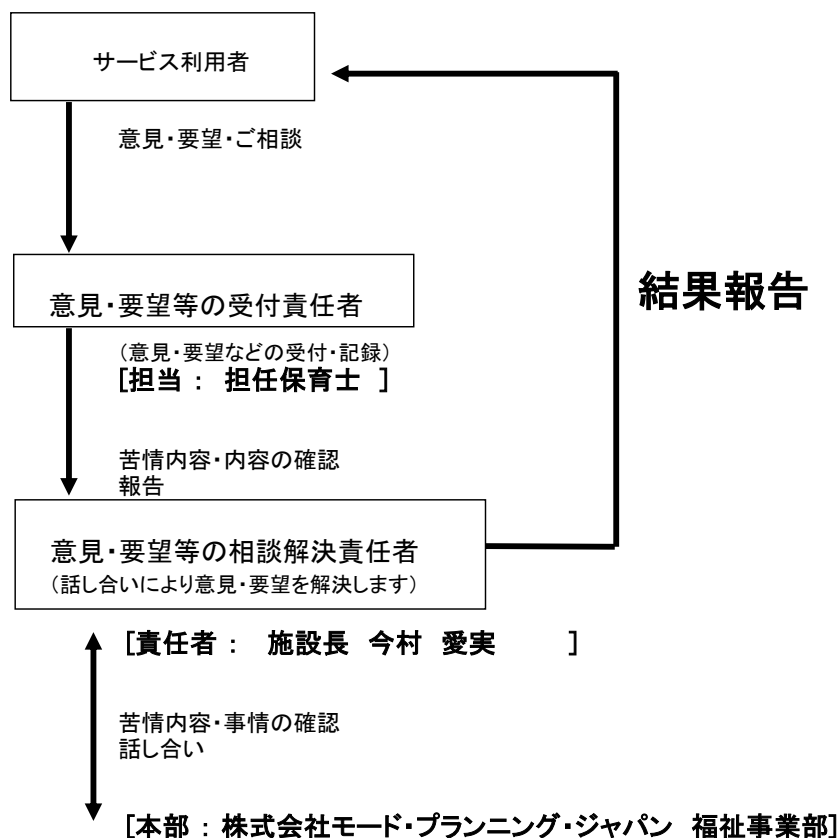 サービス利用者
意見・要望・ご相談
意見・要望等の受付責任者
(意見・要望などの受付・記録)
[担当 : 担任保育士 ]
苦情内容・内容の確認
報告
意見・要望等の相談解決責任者
(話し合いにより意見・要望を解決します)
結果報告
[責任者 : 施設長 今村 愛実 ]
苦情内容・事情の確認
話し合い
[本部 : 株式会社モード・プランニング・ジャパン 福祉事業部]